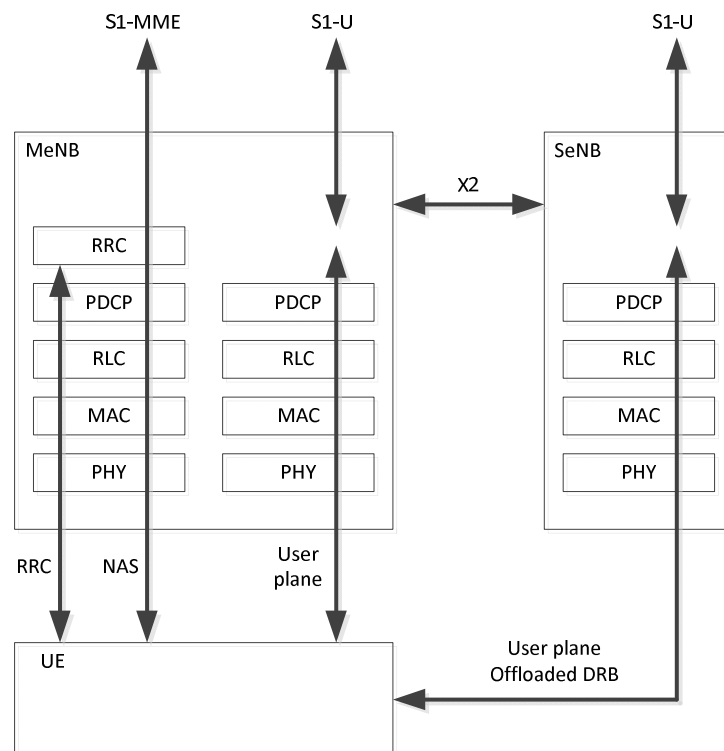 S1-MME
S1-U
S1-U
MeNB
SeNB
X2
RRC
PDCP
PDCP
PDCP
RLC
RLC
RLC
MAC
MAC
MAC
PHY
PHY
PHY
RRC
NAS
User
plane
UE
User plane
Offloaded DRB